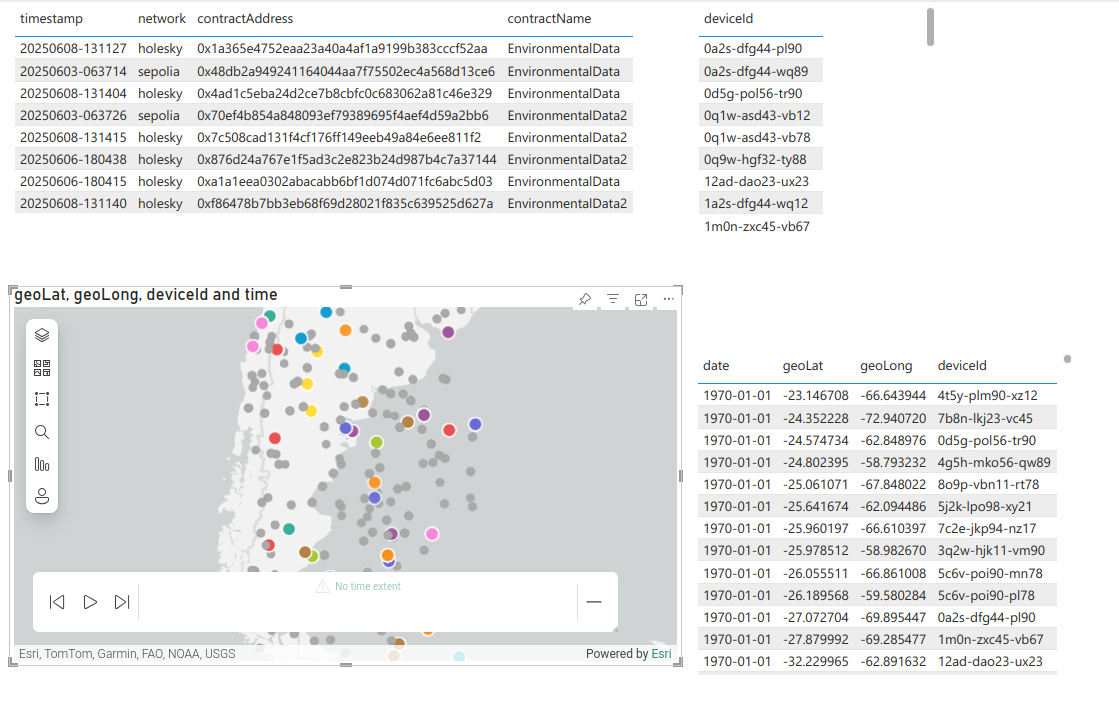 timestamp network contractAddress contractName
20250608-131127 holesky 0x1a365e4752eaa23a40a4af1a9199b383cccf52aa EnvironmentalData
20250603-063714 sepolia 0x48db2a949241164044aa7f75502ec4a568d13ce6 EnvironmentalData
20250608-131404 holesky 0x4ad1c5eba24d2ce7b8cbfc0c683062a81c46e329 EnvironmentalData
20250603-063726 sepolia 0x70ef4b854a848093ef79389695f4aef4d59a2bb6 EnvironmentalData2
20250608-131415 holesky 0x7c508cad131f4cf176ff149eeb49a84e6ee811f2 EnvironmentalData2
20250606-180438 holesky 0x876d24a767e1f5ad3c2e823b24d987b4c7a37144 EnvironmentalData2
20250606-180415 holesky 0xa1a1eea0302abacabb6bf1d074d071fc6abc5d03 EnvironmentalData
20250608-131140 holesky 0xf86478b7bb3eb68f69d28021f835c639525d627a EnvironmentalData2
deviceId
0a2s-dfg44-pl90
0a2s-dfg44-wq89
0d5g-pol56-tr90
0q1w-asd43-vb12
0q1w-asd43-vb78
0q9w-hgf32-ty88
12ad-dao23-ux23
1a2s-dfg44-wq12
1m0n-zxc45-vb67
geoLat, geoLong, deviceId and time
No time extent
Esri, TomTom, Garmin, FAO, NOAA, USGS
Powered by Esri
date geoLat geoLong deviceId
1970-01-01 -23.146708 -66.643944 4t5y-plm90-xz12
1970-01-01 -24.352228 -72.940720 7b8n-lkj23-vc45
1970-01-01 -24.574734 -62.848976 0d5g-pol56-tr90
1970-01-01 -24.802395 -58.793232 4g5h-mko56-qw89
1970-01-01 -25.061071 -67.848022 8o9p-vbn11-rt78
1970-01-01 -25.641674 -62.094486 5j2k-lpo98-xy21
1970-01-01 -25.960197 -66.610397 7c2e-jkp94-nz17
1970-01-01 -25.978512 -58.982670 3q2w-hjk11-vm90
1970-01-01 -26.055511 -66.861008 5c6v-poi90-mn78
1970-01-01 -26.189568 -59.580284 5c6v-poi90-pl78
1970-01-01 -27.072704 -69.895447 0a2s-dfg44-pl90
1970-01-01 -27.879992 -69.285477 1m0n-zxc45-vb67
1970-01-01 -32.229965 -62.891632 12ad-dao23-ux23